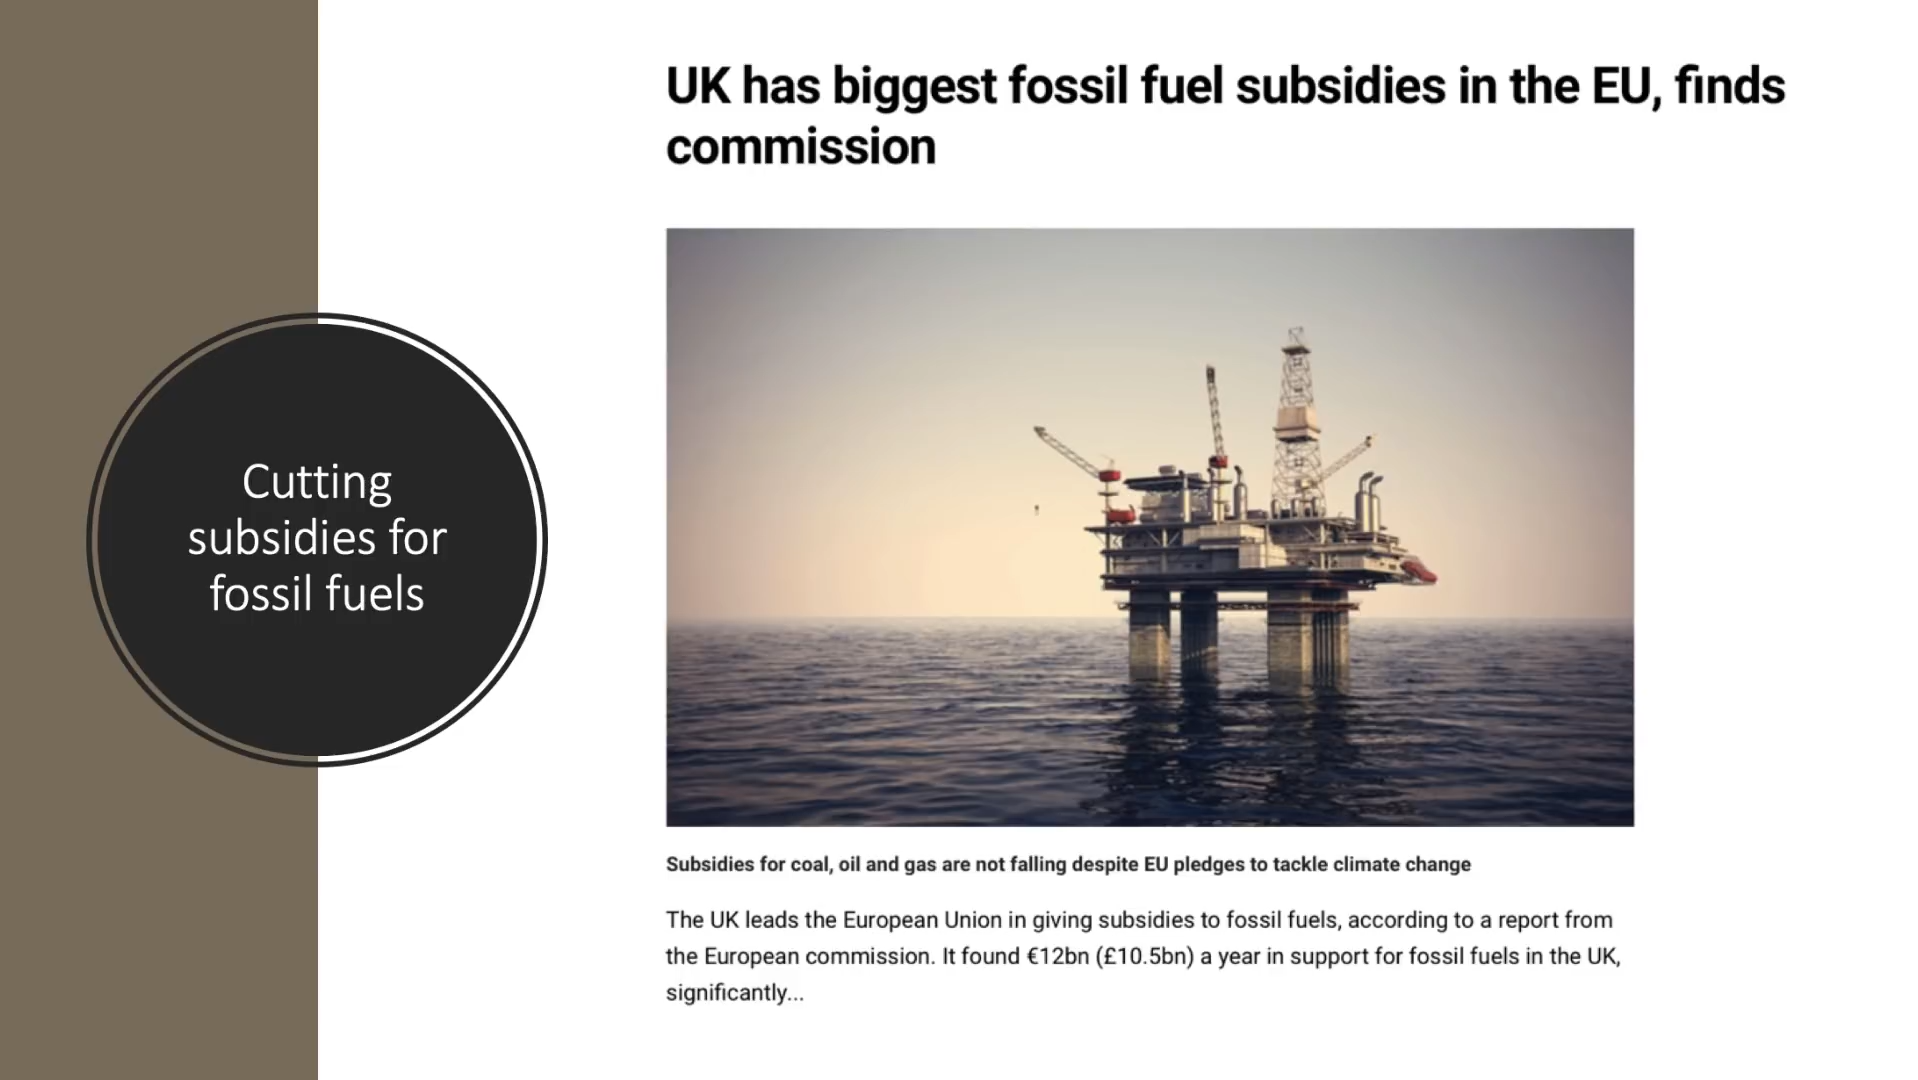 Cutting
subsidies for
fossil fuels
UK has biggest fossil fuel subsidies in the EU, finds
commission
Subsidies for coal, oil and gas are not falling despite EU pledges to tackle climate change
The UK leads the European Union in giving subsidies to fossil fuels, according to a report from
the European commission. It found €12bn (£10.5bn) a year in support for fossil fuels in the UK,
significantly...